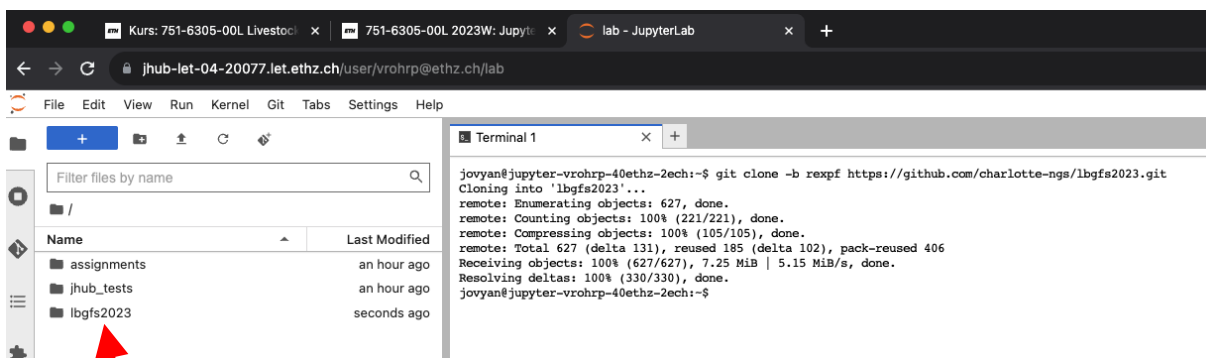 Kurs: 751-6305-00L Livestock
751-6305-00L 2023W: Jupyte
lab - JupyterLab
jhub-let-04-20077.let.ethz.ch/user/vrohrp@ethz.ch/lab
File Edit View Run Kernel Git Tabs Settings Help
Terminal 1
Filter files by name
/
Name Last Modified
assignments an hour ago
jhub_tests an hour ago
lbgfs2023 seconds ago
jovyan@jupyter-vrohrp-40ethz-2ech:~$ git clone -b rexpf https://github.com/charlotte-ngs/lbgfs2023.git
Cloning into 'lbgfs2023'...
remote: Enumerating objects: 627, done.
remote: Counting objects: 100% (221/221), done.
remote: Compressing objects: 100% (105/105), done.
remote: Total 627 (delta 131), reused 185 (delta 102), pack-reused 406
Receiving objects: 100% (627/627), 7.25 MiB | 5.15 MiB/s, done.
Resolving deltas: 100% (330/330), done.
jovyan@jupyter-vrohrp-40ethz-2ech:~$